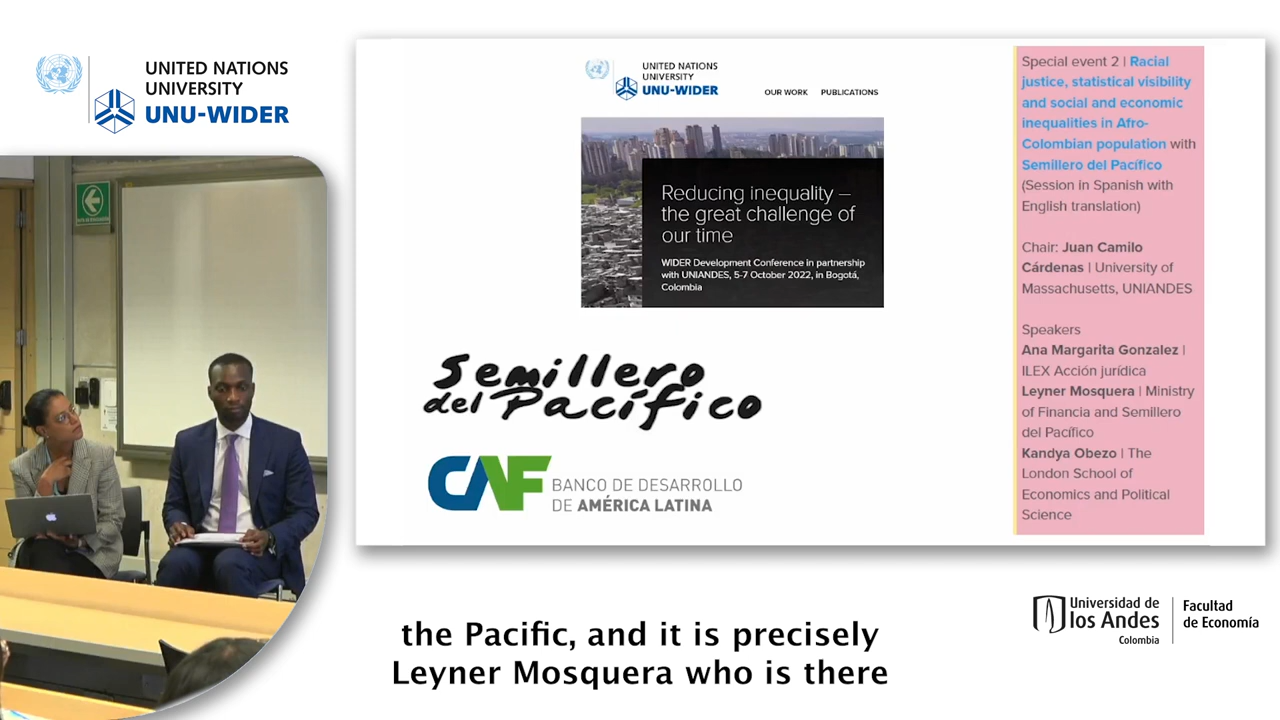 UNITED NATIONS
UNIVERSITY
UNU-WIDER
UNITED NATIONS
UNIVERSITY
UNU-WIDER
OUR WORK PUBLICATIONS
Reducing inequality –
the great challenge of
our time
WIDER Development Conference in partnership
with UNIANDES, 5-7 October 2022, in Bogotá,
Colombia
Semillero
del Pacífico
CAF BANCO DE DESARROLLO
DE AMÉRICA LATINA
Special event 2 | Racial
justice, statistical visibility
and social and economic
inequalities in Afro-
Colombian population with
Semillero del Pacífico
(Session in Spanish with
English translation)
Chair: Juan Camilo
Cárdenas | University of
Massachusetts, UNIANDES
Speakers
Ana Margarita Gonzalez |
ILEX Acción jurídica
Leyner Mosquera | Ministry
of Financia and Semillero
del Pacífico
Kandya Obezo | The
London School of
Economics and Political
Science
the Pacific, and it is precisely
Leyner Mosquera who is there
Universidad de
los Andes
Colombia
Facultad
de Economía